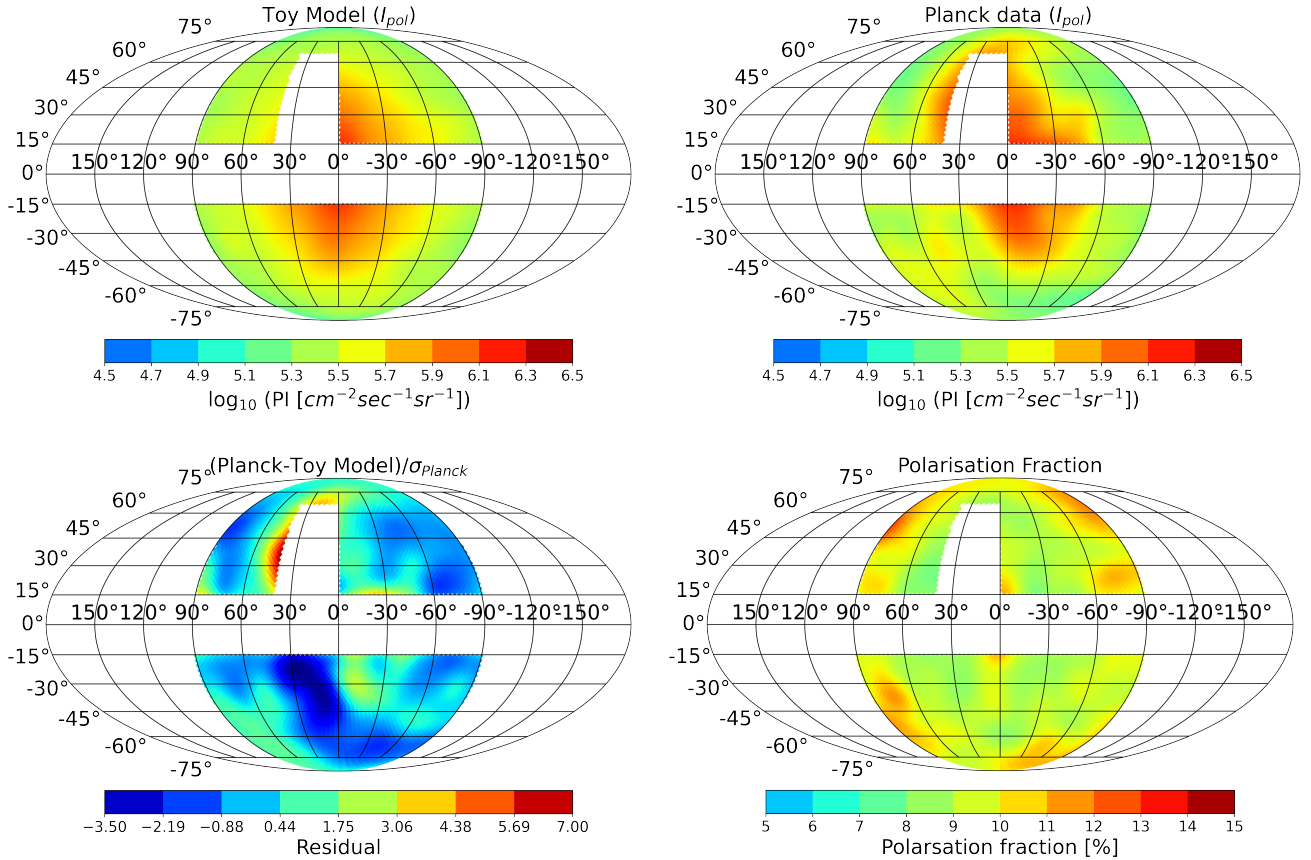 Toy Model (I_pol)
75°
60°
45°
30°
15°
150°120° 90° 60° 30° 0° -30° -60° -90°-120°-150°
0°
-15°
-30°
-45°
-60°
-75°
4.5 4.7 4.9 5.1 5.3 5.5 5.7 5.9 6.1 6.3 6.5
log₁₀ (PI [cm⁻²sec⁻¹sr⁻¹])
Planck data (I_pol)
75°
60°
45°
30°
15°
150°120° 90° 60° 30° 0° -30° -60° -90°-120°-150°
0°
-15°
-30°
-45°
-60°
-75°
4.5 4.7 4.9 5.1 5.3 5.5 5.7 5.9 6.1 6.3 6.5
log₁₀ (PI [cm⁻²sec⁻¹sr⁻¹])
(Planck-Toy Model)/σ_Planck
75°
60°
45°
30°
15°
150°120° 90° 60° 30° 0° -30° -60° -90°-120°-150°
0°
-15°
-30°
-45°
-60°
-75°
−3.50 −2.19 −0.88 0.44 1.75 3.06 4.38 5.69 7.00
Residual
Polarisation Fraction
75°
60°
45°
30°
15°
150°120° 90° 60° 30° 0° -30° -60° -90°-120°-150°
0°
-15°
-30°
-45°
-60°
-75°
5 6 7 8 9 10 11 12 13 14 15
Polarsation fraction [%]